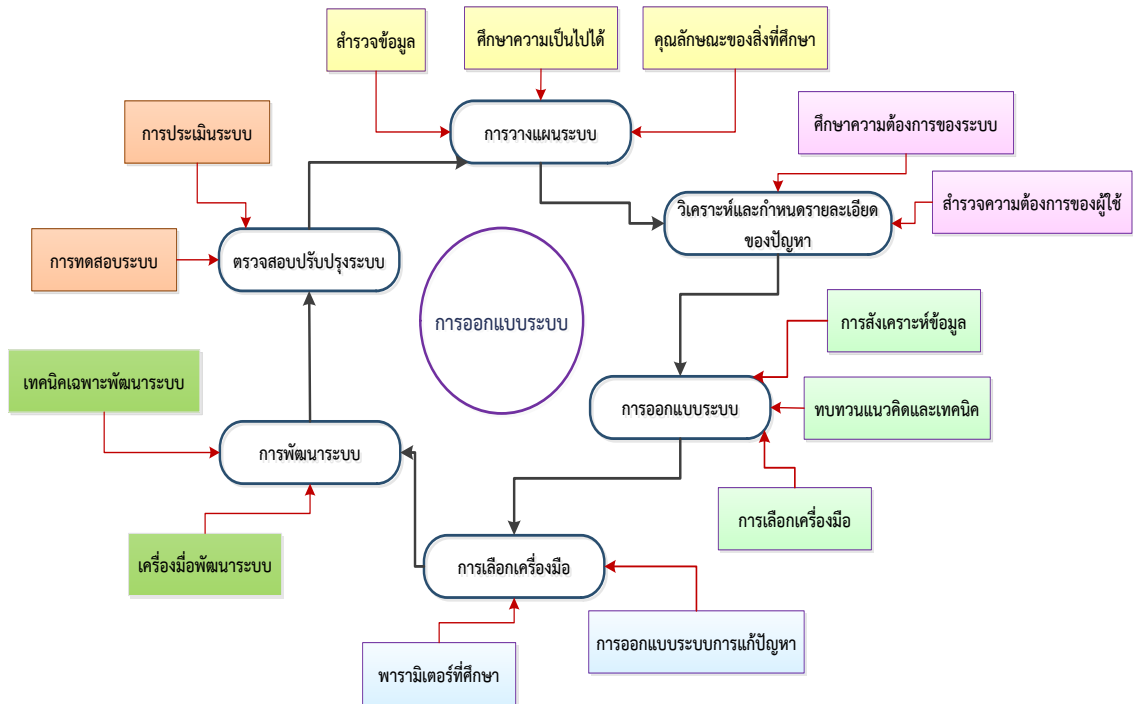 สำรวจข้อมูล
ศึกษาความเป็นไปได้
คุณลักษณะของสิ่งที่ศึกษา
การประเมินระบบ
การวางแผนระบบ
ศึกษาความต้องการของระบบ
วิเคราะห์และกำหนดรายละเอียด
ของปัญหา
สำรวจความต้องการของผู้ใช้
การทดสอบระบบ
ตรวจสอบปรับปรุงระบบ
การออกแบบระบบ
การสังเคราะห์ข้อมูล
เทคนิคเฉพาะพัฒนาระบบ
การออกแบบระบบ
ทบทวนแนวคิดและเทคนิค
การพัฒนาระบบ
การเลือกเครื่องมือ
เครื่องมื่อพัฒนาระบบ
การเลือกเครื่องมือ
การออกแบบระบบการแก้ปัญหา
พารามิเตอร์ที่ศึกษา